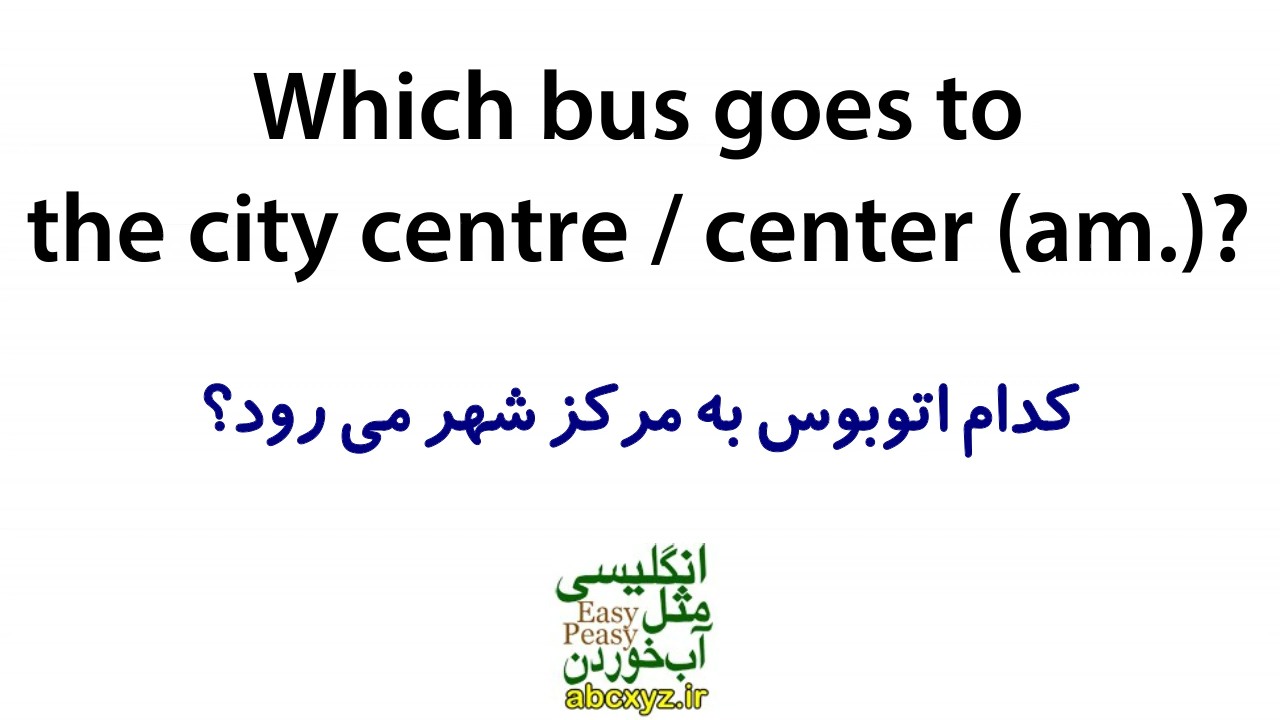 Which bus goes to
the city centre / center (am.)?
کدام اتوبوس به مرکز شهر می رود؟
انگلیسی
مثل
Easy
Peasy
آب خوردن
abcxyz.ir